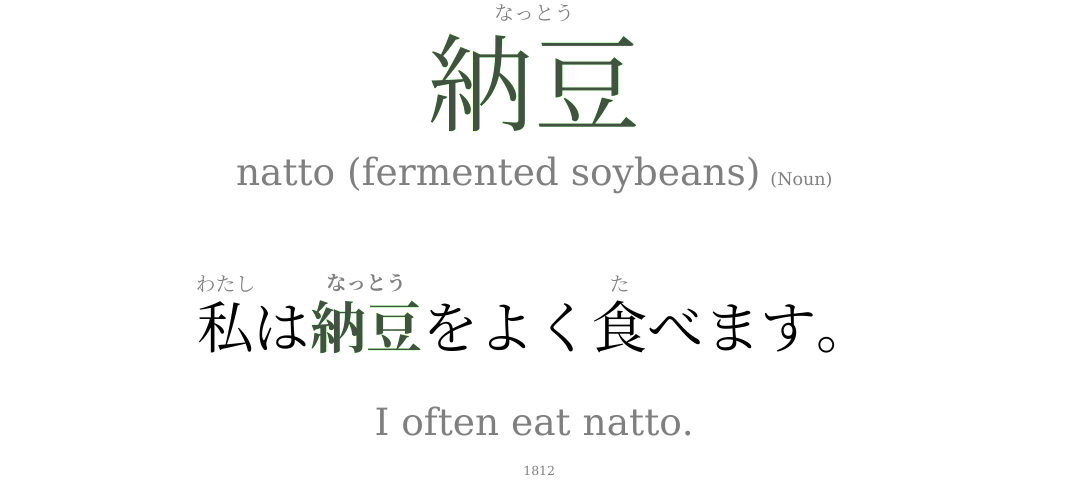 なっとう
納豆
natto (fermented soybeans) (Noun)
わたし なっとう た
私は納豆をよく食べます。
I often eat natto.
1812